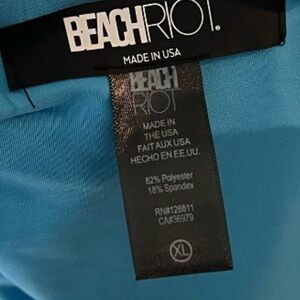 BEACHRIOT.
MADE IN USA
BEACH
RIOT
MADE IN
THE USA
FAIT AUX USA
HECHO EN EE.UU.
82% Polyester
18% Spandex
RN#128811
CA#36979
XL